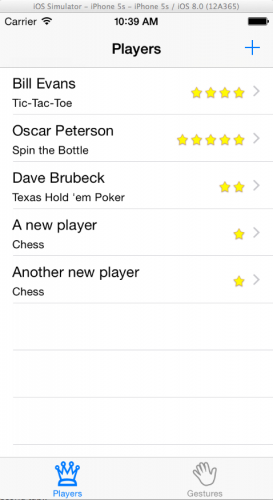 iOS Simulator - iPhone 5s - iPhone 5s / iOS 8.0 (12A365)
Carrier 10:39 AM
Players +
Bill Evans
Tic-Tac-Toe
Oscar Peterson
Spin the Bottle
Dave Brubeck
Texas Hold 'em Poker
A new player
Chess
Another new player
Chess
Players Gestures